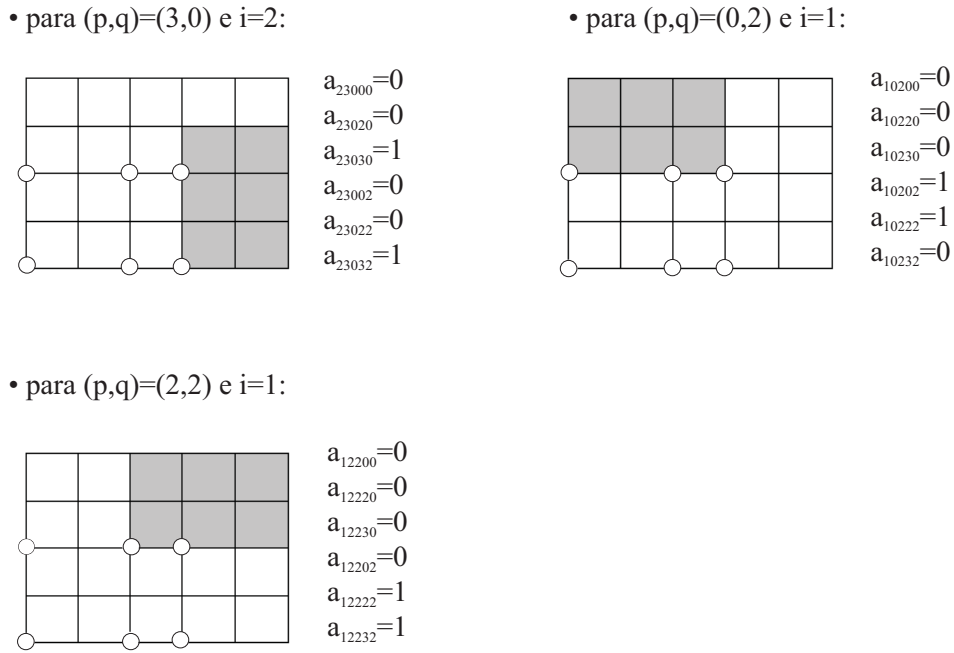 • para (p,q)=(3,0) e i=2:
a23000=0
a23020=0
a23030=1
a23002=0
a23022=0
a23032=1
• para (p,q)=(0,2) e i=1:
a10200=0
a10220=0
a10230=0
a10202=1
a10222=1
a10232=0
• para (p,q)=(2,2) e i=1:
a12200=0
a12220=0
a12230=0
a12202=0
a12222=1
a12232=1